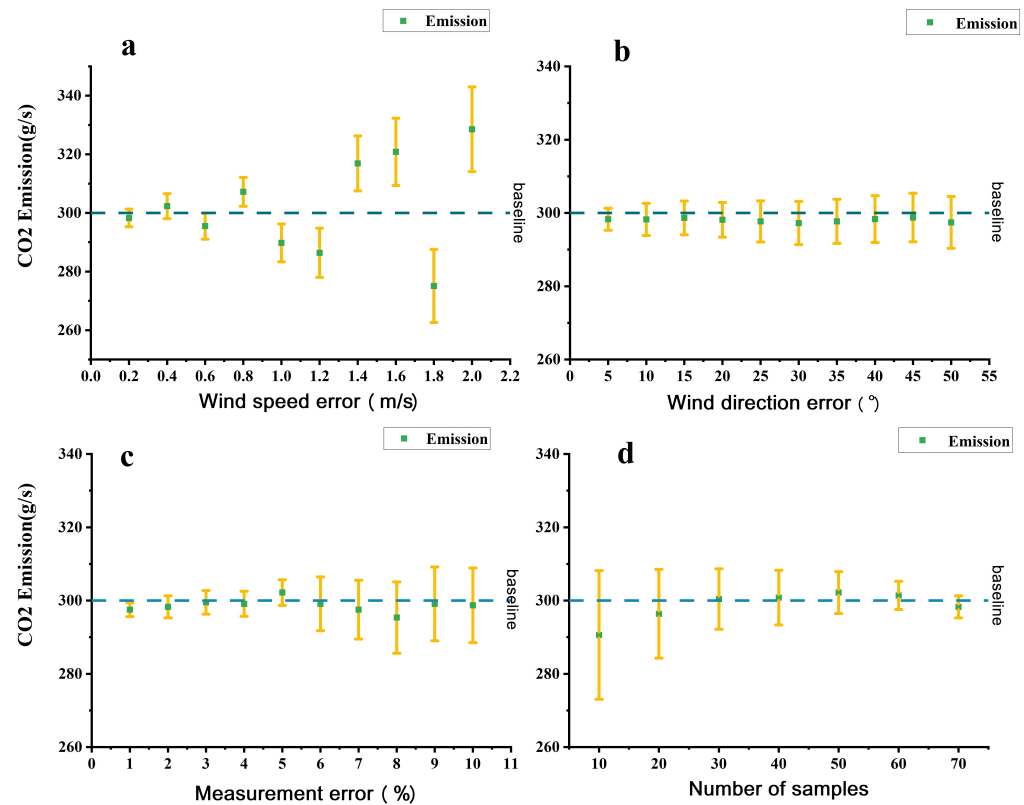 Emission
a
CO2 Emission(g/s)
340
320
300
280
260
baseline
0.0 0.2 0.4 0.6 0.8 1.0 1.2 1.4 1.6 1.8 2.0 2.2
Wind speed error ( m/s)
Emission
b
340
320
300
280
260
baseline
0 5 10 15 20 25 30 35 40 45 50 55
Wind direction error ( °)
Emission
c
CO2 Emission(g/s)
340
320
300
280
260
baseline
0 1 2 3 4 5 6 7 8 9 10 11
Measurement error ( %)
Emission
d
340
320
300
280
260
baseline
10 20 30 40 50 60 70
Number of samples